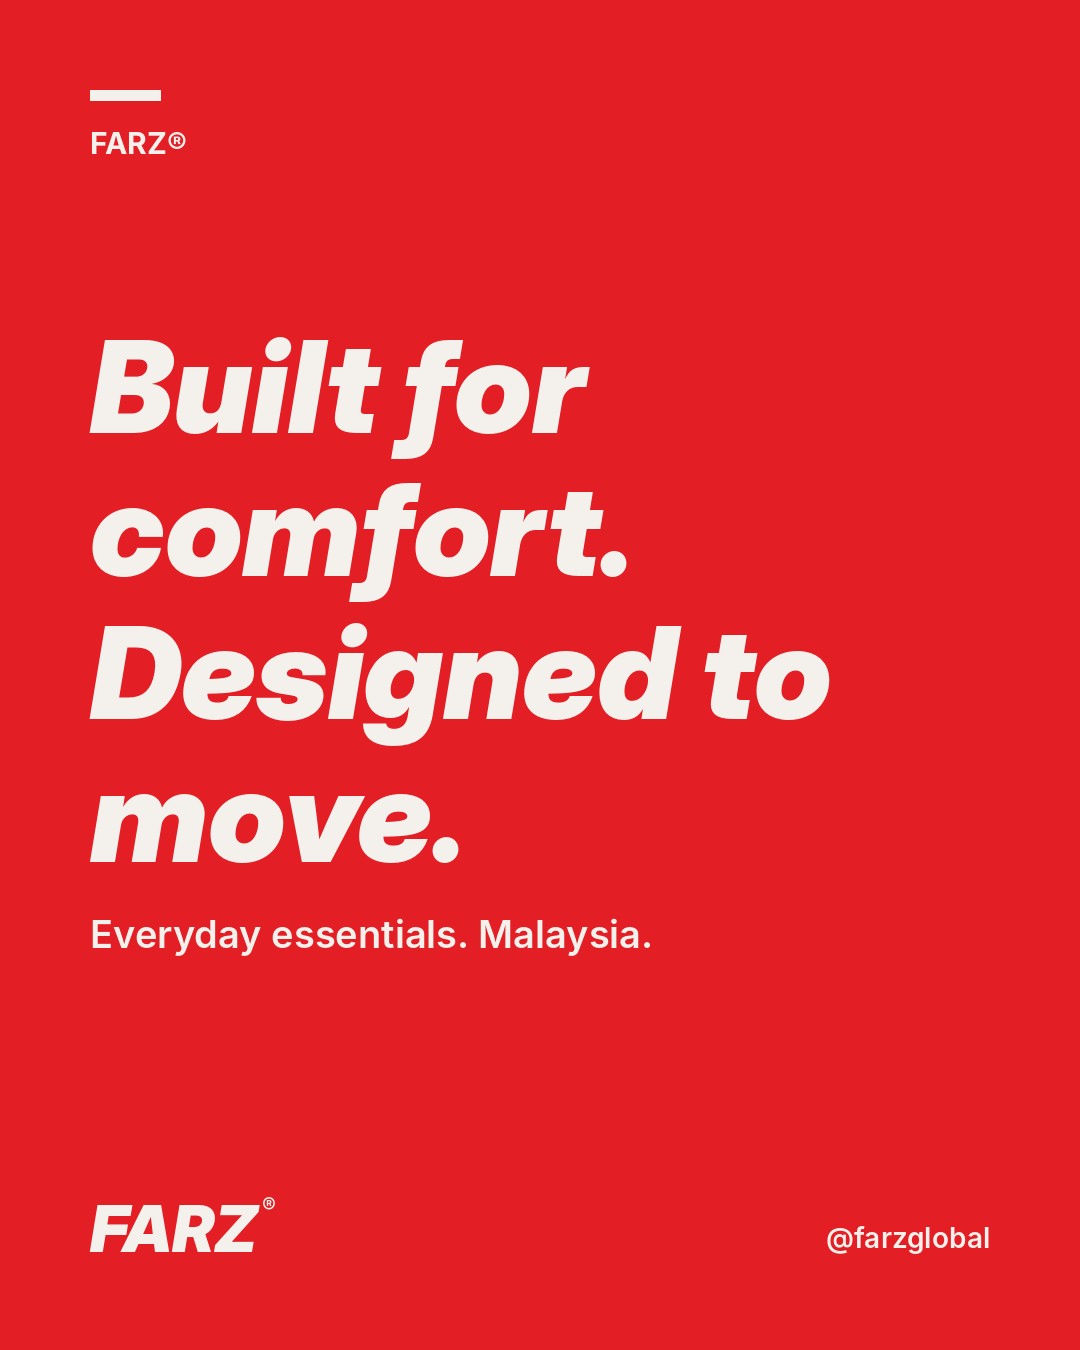 FARZ®
Built for
comfort.
Designed to
move.
Everyday essentials. Malaysia.
FARZ®
@farzglobal